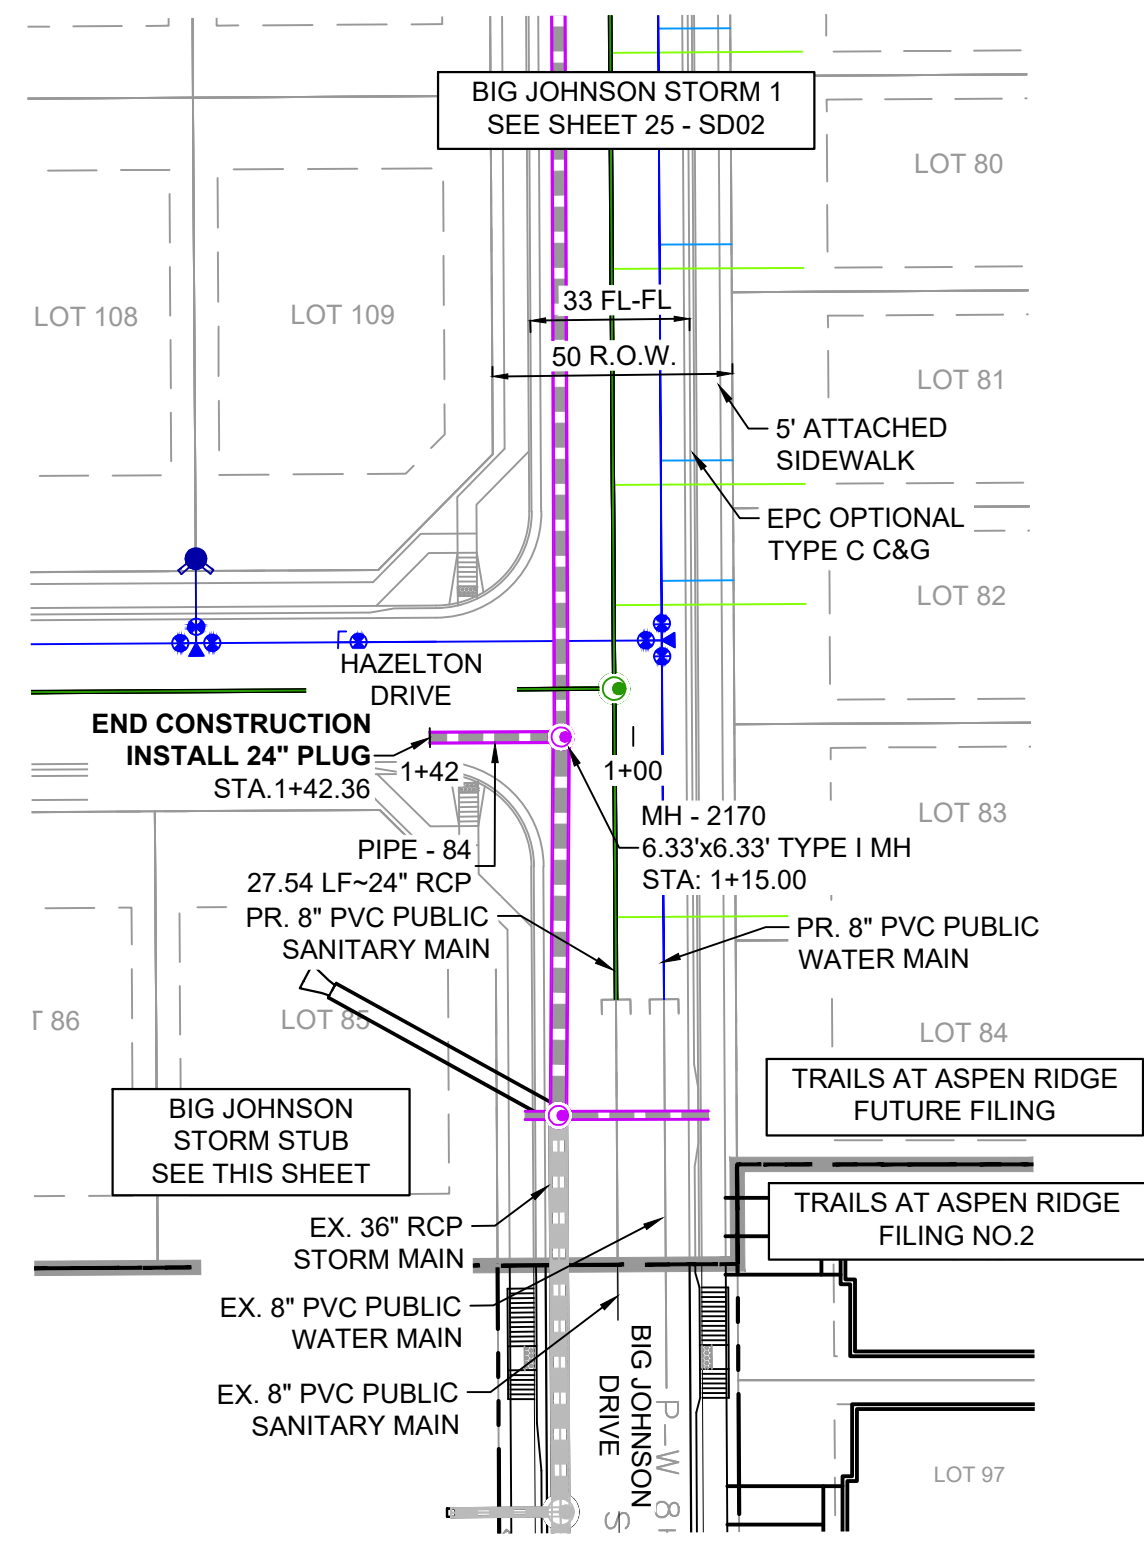 BIG JOHNSON STORM 1
SEE SHEET 25 - SD02
LOT 80
33 FL-FL
LOT 108
LOT 109
50 R.O.W.
LOT 81
5' ATTACHED
SIDEWALK
EPC OPTIONAL
TYPE C C&G
LOT 82
HAZELTON
DRIVE
END CONSTRUCTION
INSTALL 24" PLUG
STA.1+42.36
1+42
1+00
MH - 2170
6.33'x6.33' TYPE I MH
STA: 1+15.00
LOT 83
PIPE - 84
27.54 LF~24" RCP
PR. 8" PVC PUBLIC
SANITARY MAIN
PR. 8" PVC PUBLIC
WATER MAIN
T 86
LOT 85
LOT 84
BIG JOHNSON
STORM STUB
SEE THIS SHEET
TRAILS AT ASPEN RIDGE
FUTURE FILING
TRAILS AT ASPEN RIDGE
FILING NO.2
EX. 36" RCP
STORM MAIN
EX. 8" PVC PUBLIC
WATER MAIN
EX. 8" PVC PUBLIC
SANITARY MAIN
BIG JOHNSON
DRIVE
P-W 8
S
LOT 97